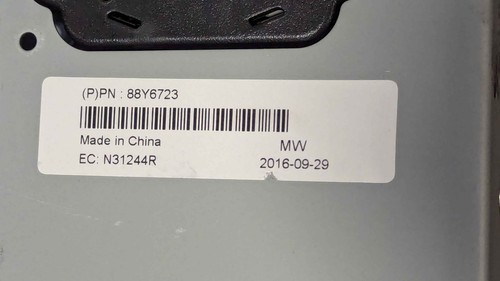 (P)PN : 88Y6723
Made in China
MW
EC: N31244R
2016-09-29